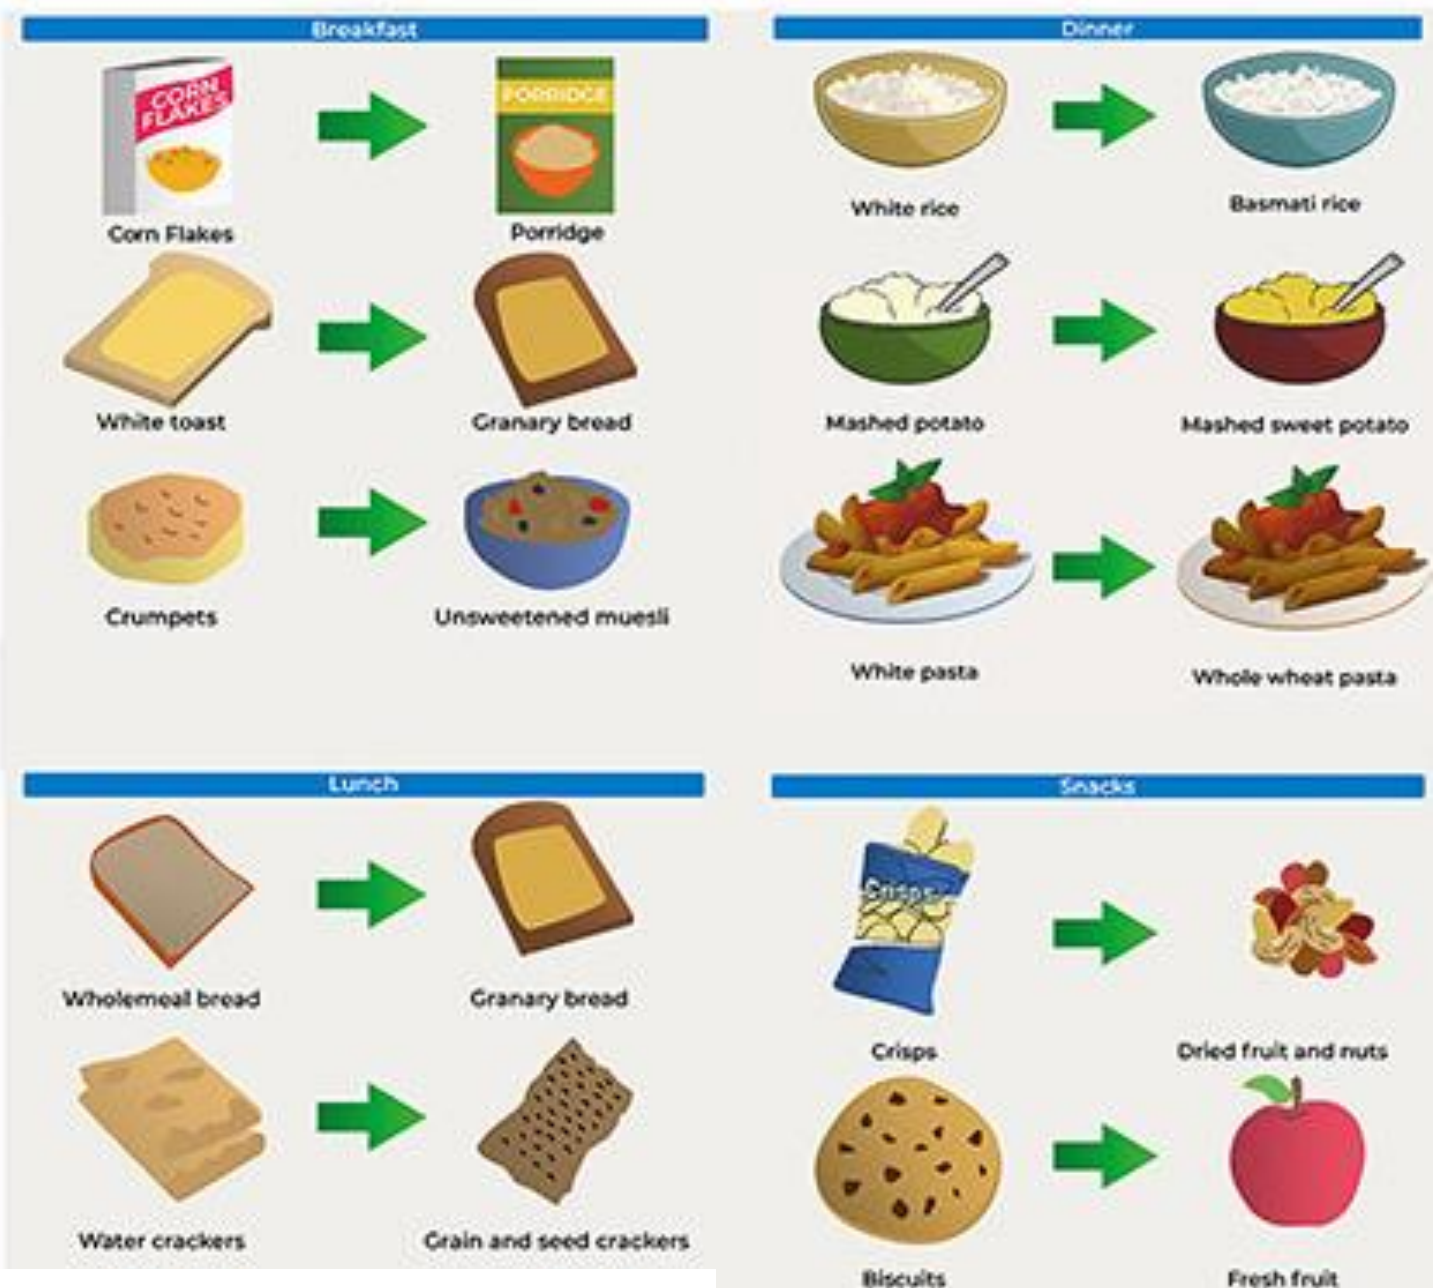 Breakfast
CORN
FLAKES
PORRIDGE
Corn Flakes
Porridge
White toast
Granary bread
Crumpets
Unsweetened muesli
Dinner
White rice
Basmati rice
Mashed potato
Mashed sweet potato
White pasta
Whole wheat pasta
Lunch
Wholemeal bread
Granary bread
Water crackers
Grain and seed crackers
Snacks
Crisps
Crisps
Dried fruit and nuts
Biscuits
Fresh fruit